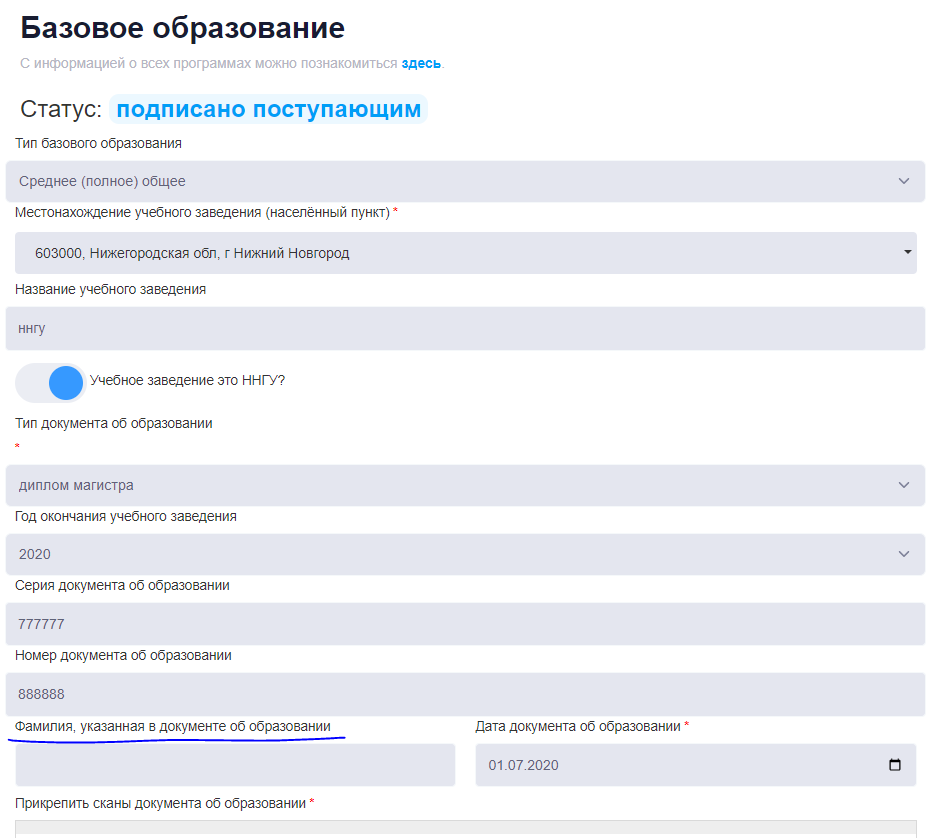 Базовое образование
С информацией о всех программах можно познакомиться здесь.
Статус: подписано поступающим
Тип базового образования
Среднее (полное) общее
Местонахождение учебного заведения (населённый пункт) *
603000, Нижегородская обл, г Нижний Новгород
Название учебного заведения
ннгу
Учебное заведение это ННГУ?
Тип документа об образовании
*
диплом магистра
Год окончания учебного заведения
2020
Серия документа об образовании
777777
Номер документа об образовании
888888
Фамилия, указанная в документе об образовании
Дата документа об образовании *
01.07.2020
Прикрепить сканы документа об образовании *